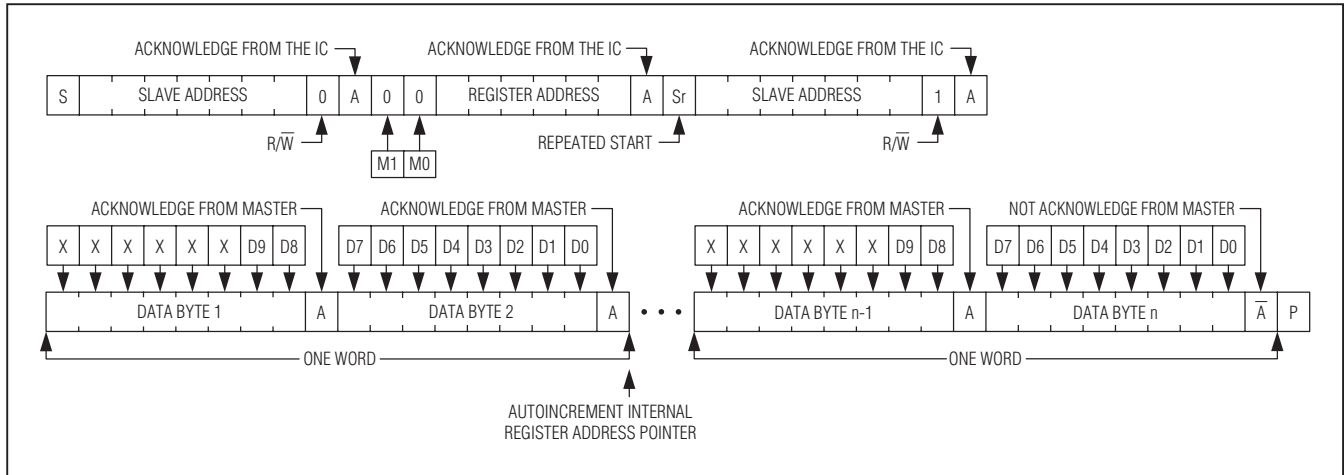 ACKNOWLEDGE FROM THE IC ACKNOWLEDGE FROM THE IC ACKNOWLEDGE FROM THE IC
S SLAVE ADDRESS 0 A 0 0 REGISTER ADDRESS A Sr SLAVE ADDRESS 1 A
R/W̅ REPEATED START R/W̅
M1 M0
ACKNOWLEDGE FROM MASTER ACKNOWLEDGE FROM MASTER ACKNOWLEDGE FROM MASTER NOT ACKNOWLEDGE FROM MASTER
X X X X X X D9 D8 D7 D6 D5 D4 D3 D2 D1 D0 X X X X X X D9 D8 D7 D6 D5 D4 D3 D2 D1 D0
DATA BYTE 1 A DATA BYTE 2 A • • • DATA BYTE n-1 A DATA BYTE n A̅ P
ONE WORD ONE WORD
AUTOINCREMENT INTERNAL
REGISTER ADDRESS POINTER